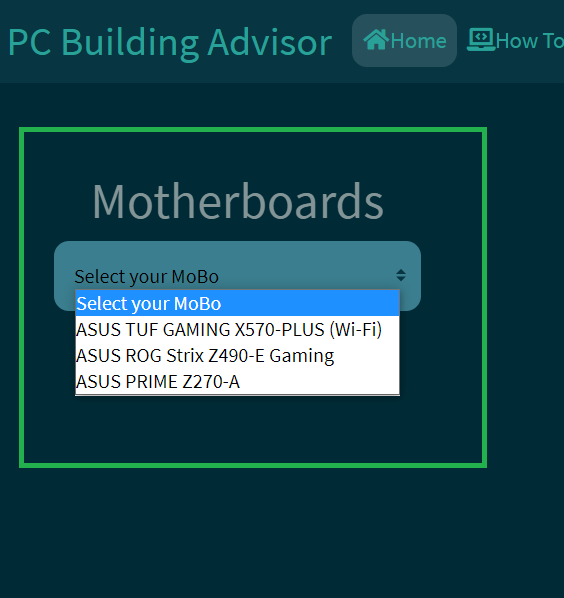 PC Building Advisor Home How To
Motherboards
Select your MoBo
Select your MoBo
ASUS TUF GAMING X570-PLUS (Wi-Fi)
ASUS ROG Strix Z490-E Gaming
ASUS PRIME Z270-A